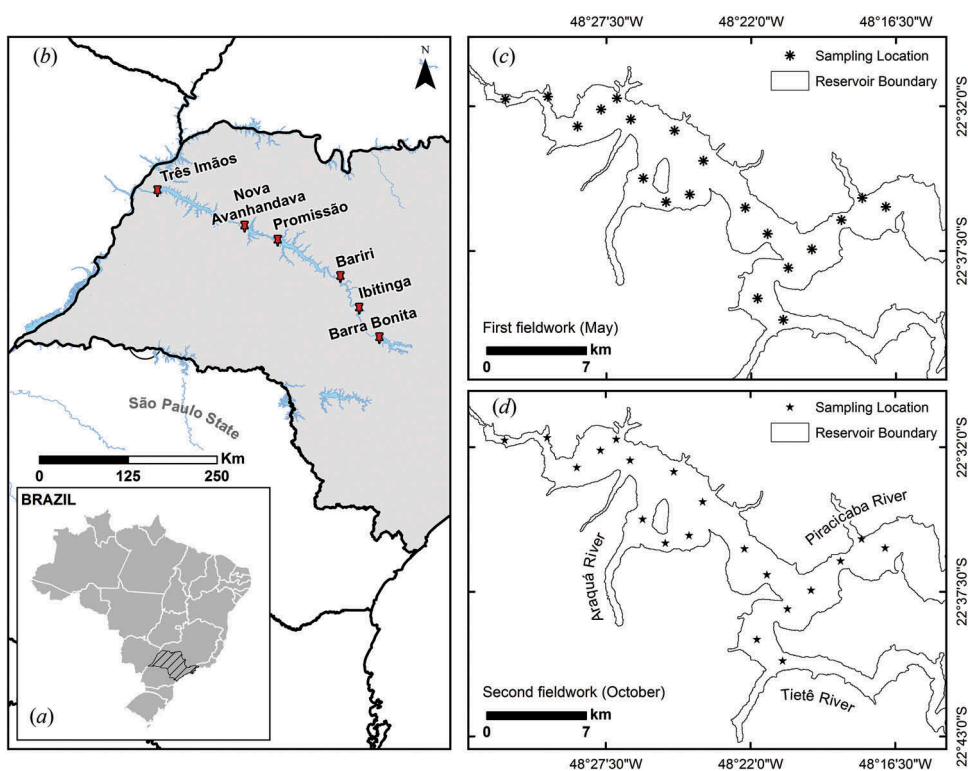 (b)
N
Três Imãos
Nova
Avanhandava
Promissão
Bariri
Ibitinga
Barra Bonita
São Paulo State
Km
0 125 250
BRAZIL
(a)
48°27'30"W 48°22'0"W 48°16'30"W
(c)
Sampling Location
Reservoir Boundary
22°32'0"S
22°37'30"S
First fieldwork (May)
km
0 7
(d)
Sampling Location
Reservoir Boundary
22°32'0"S
Piracicaba River
Araquá River
22°37'30"S
Second fieldwork (October)
km
0 7
Tietê River
22°43'0"S
48°27'30"W 48°22'0"W 48°16'30"W